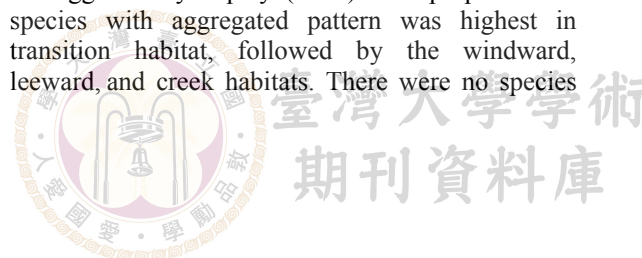 species with aggregated pattern was highest in
transition habitat, followed by the windward,
leeward, and creek habitats. There were no species
臺灣大學學術
期刊資料庫